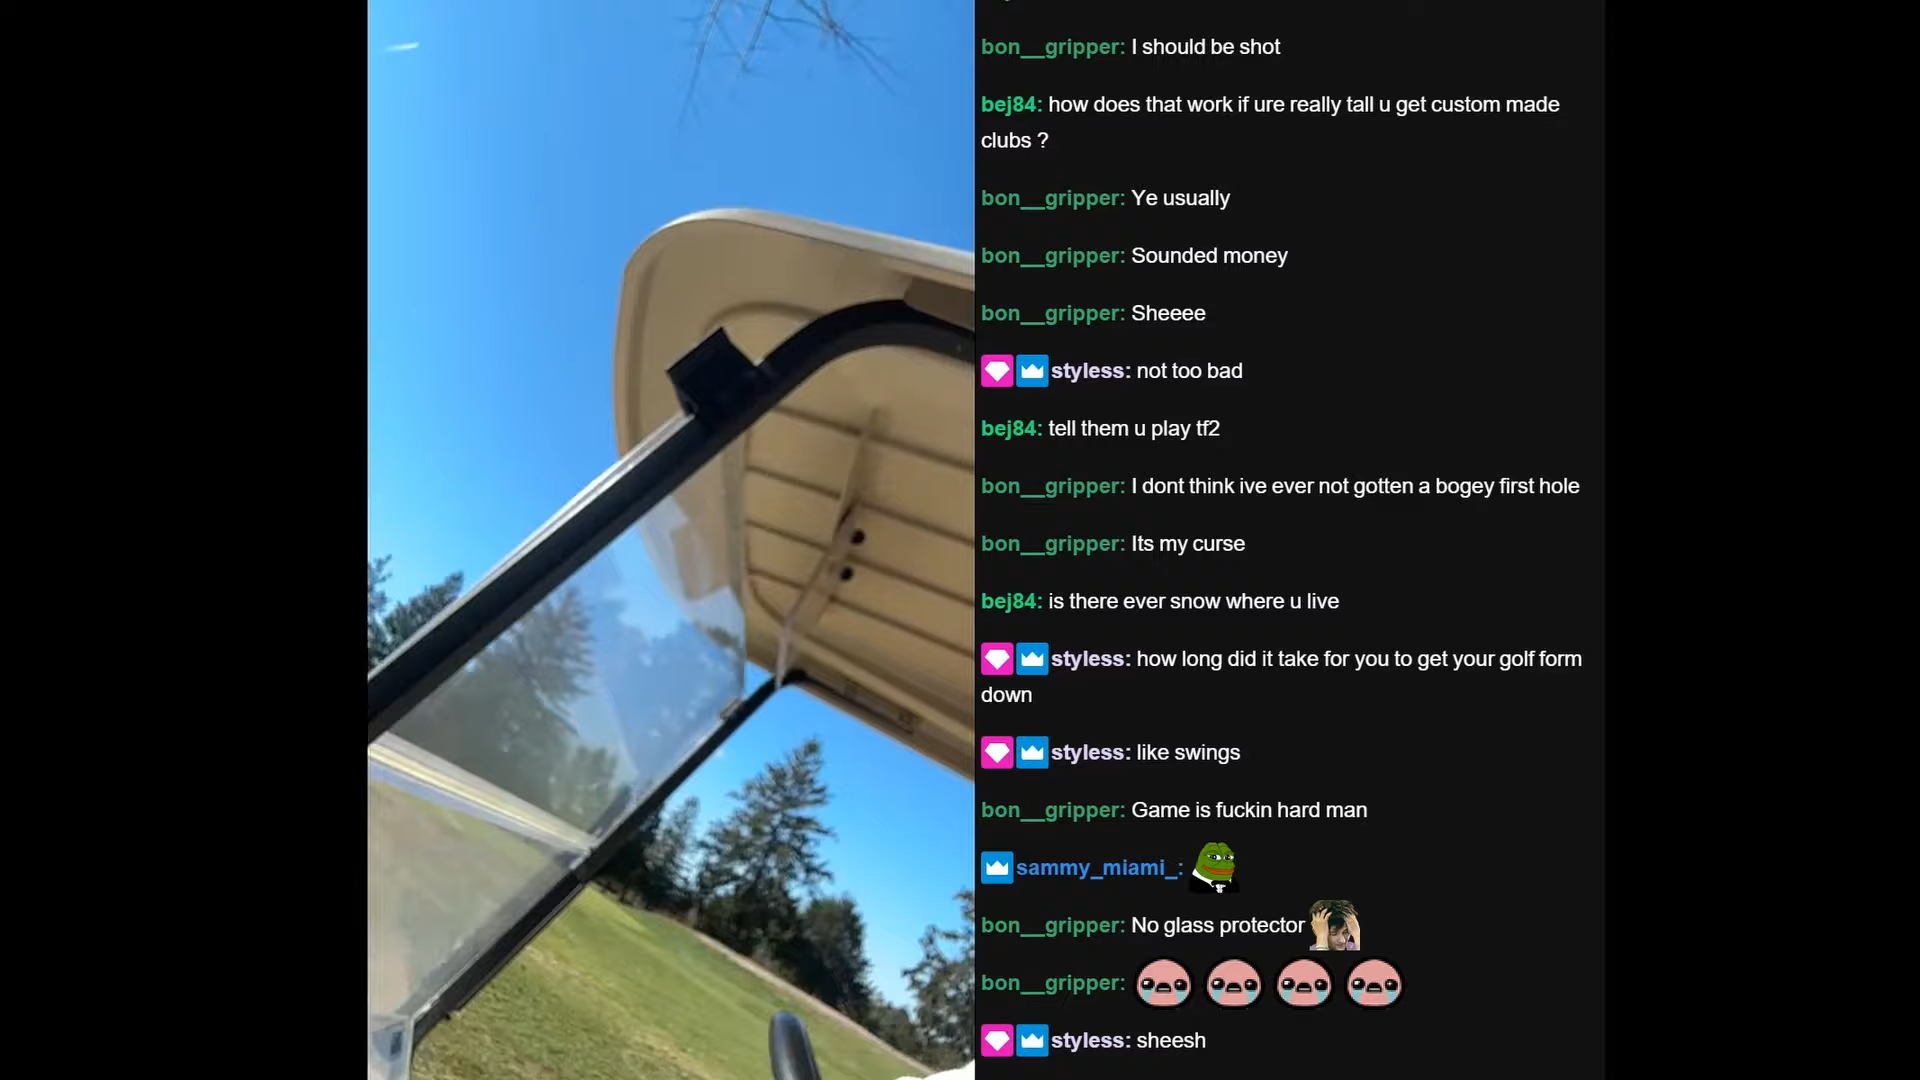 bon__gripper: I should be shot
bej84: how does that work if ure really tall u get custom made
clubs ?
bon__gripper: Ye usually
bon__gripper: Sounded money
bon__gripper: Sheeee
styless: not too bad
bej84: tell them u play tf2
bon__gripper: I dont think ive ever not gotten a bogey first hole
bon__gripper: Its my curse
bej84: is there ever snow where u live
styless: how long did it take for you to get your golf form
down
styless: like swings
bon__gripper: Game is fuckin hard man
sammy_miami_:
bon__gripper: No glass protector
bon__gripper:
styless: sheesh